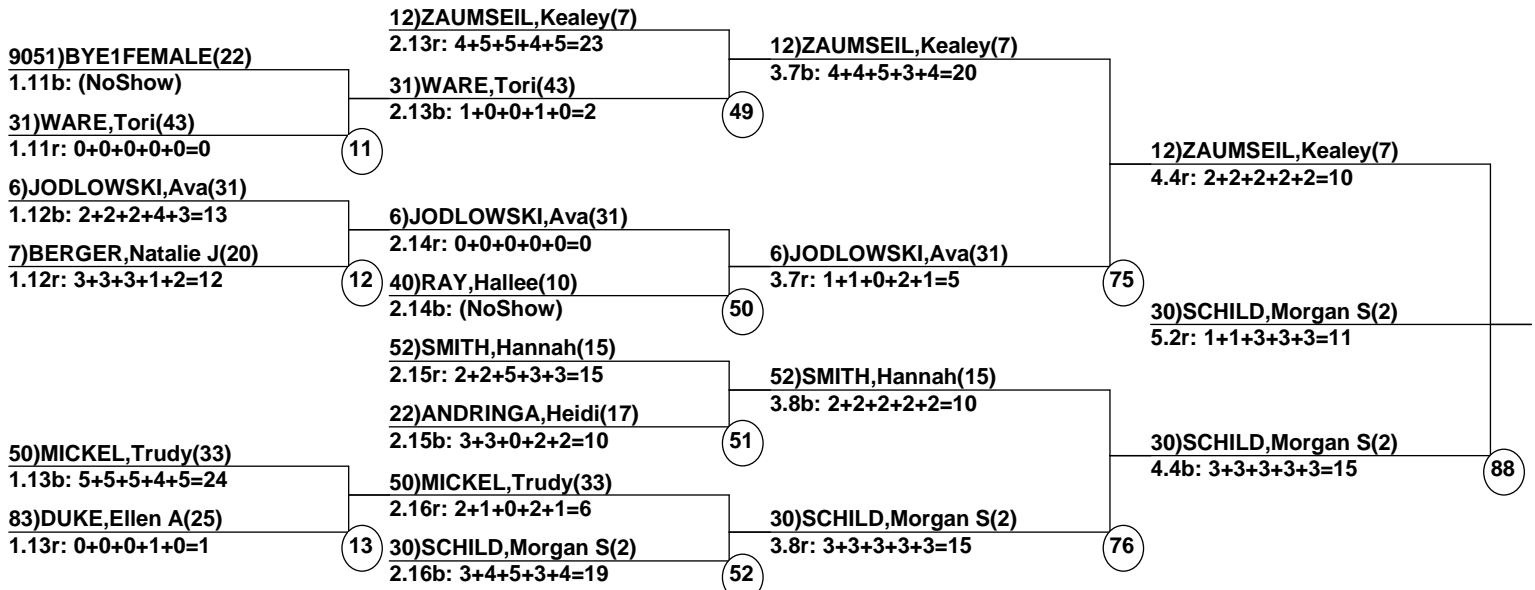 9051)BYE1FEMALE(22)
1.11b: (NoShow)
31)WARE,Tori(43)
1.11r: 0+0+0+0+0=0
11
6)JODLOWSKI,Ava(31)
1.12b: 2+2+2+4+3=13
7)BERGER,Natalie J(20)
1.12r: 3+3+3+1+2=12
12
50)MICKEL,Trudy(33)
1.13b: 5+5+5+4+5=24
83)DUKE,Ellen A(25)
1.13r: 0+0+0+1+0=1
13
12)ZAUMSEIL,Kealey(7)
2.13r: 4+5+5+4+5=23
31)WARE,Tori(43)
2.13b: 1+0+0+1+0=2
49
6)JODLOWSKI,Ava(31)
2.14r: 0+0+0+0+0=0
40)RAY,Hallee(10)
2.14b: (NoShow)
50
52)SMITH,Hannah(15)
2.15r: 2+2+5+3+3=15
22)ANDRINGA,Heidi(17)
2.15b: 3+3+0+2+2=10
51
50)MICKEL,Trudy(33)
2.16r: 2+1+0+2+1=6
30)SCHILD,Morgan S(2)
2.16b: 3+4+5+3+4=19
52
12)ZAUMSEIL,Kealey(7)
3.7b: 4+4+5+3+4=20
6)JODLOWSKI,Ava(31)
3.7r: 1+1+0+2+1=5
75
52)SMITH,Hannah(15)
3.8b: 2+2+2+2+2=10
30)SCHILD,Morgan S(2)
3.8r: 3+3+3+3+3=15
76
12)ZAUMSEIL,Kealey(7)
4.4r: 2+2+2+2+2=10
30)SCHILD,Morgan S(2)
4.4b: 3+3+3+3+3=15
88
30)SCHILD,Morgan S(2)
5.2r: 1+1+3+3+3=11